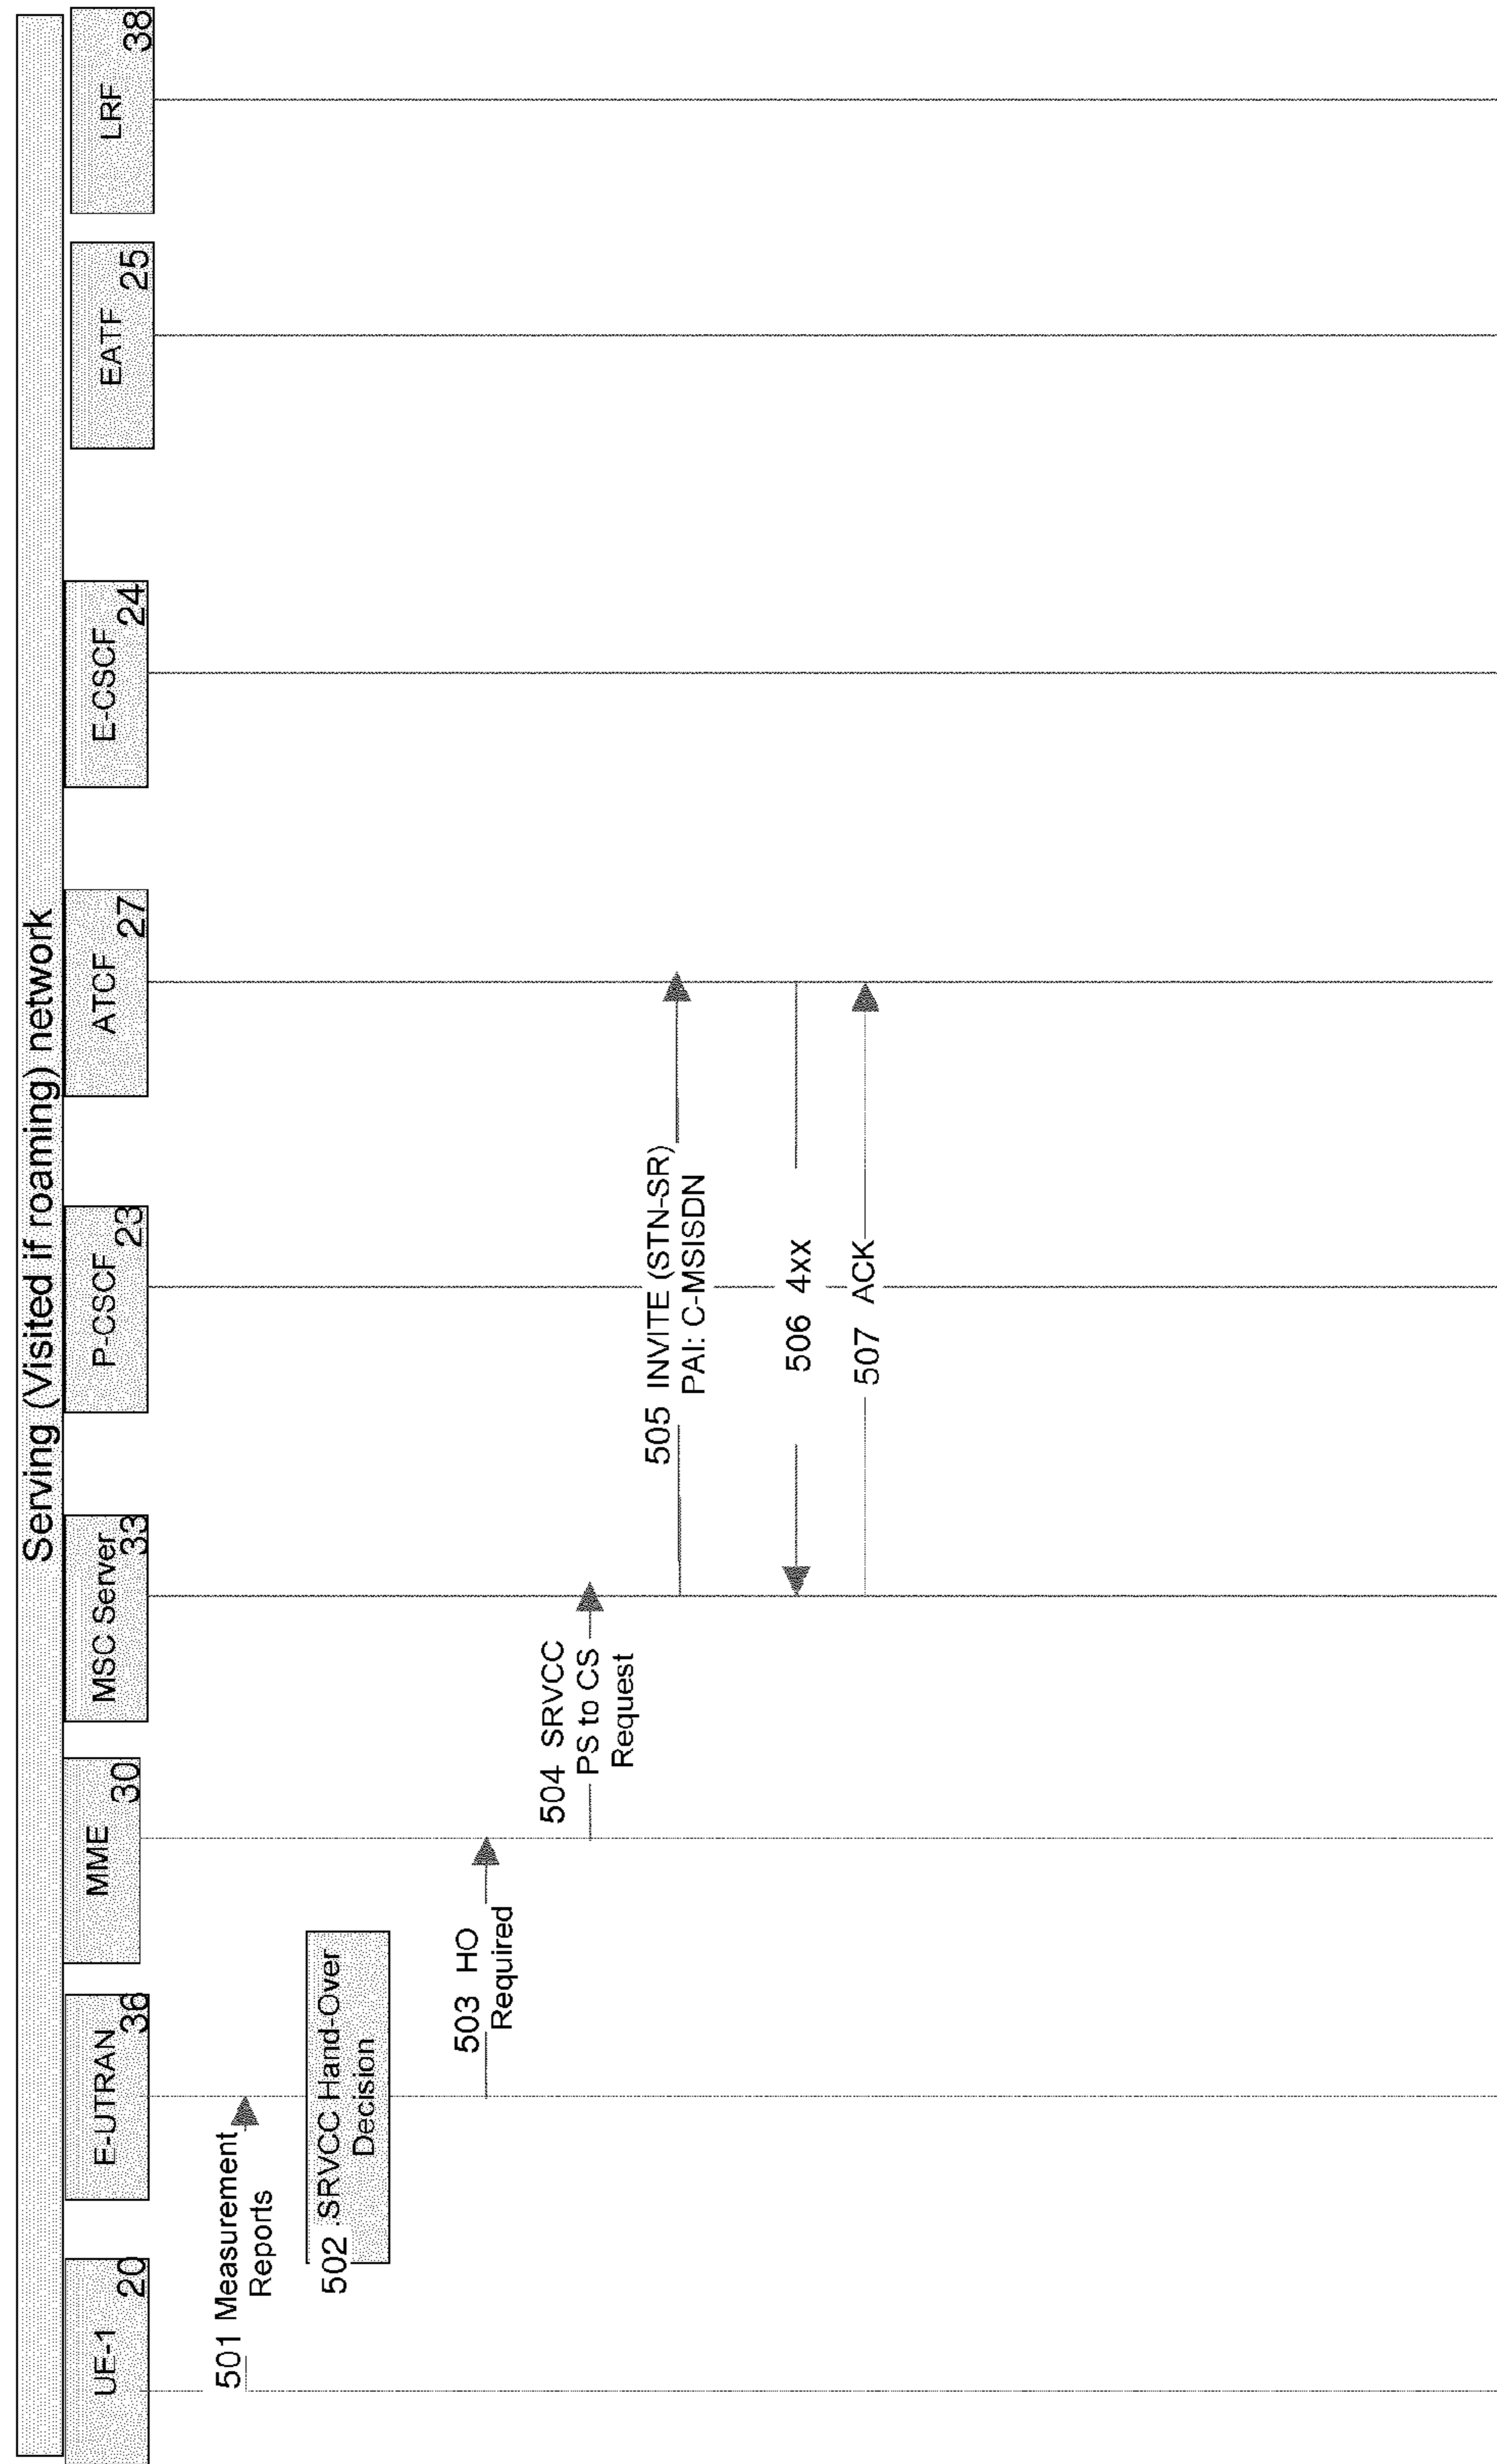 Serving (Visited if roaming) network
UE-1
20
E-UTRAN
36
MME
30
MSC Server
33
P-CSCF
23
ATCF
27
E-CSCF
24
EATF
25
LRF
38
501 Measurement
Reports
502 .SRVCC Hand-Over
Decision
503 HO
Required
504 SRVCC
PS to CS
Request
505 INVITE (STN-SR)
PAI: C-MSISDN
506 4xx
507 ACK